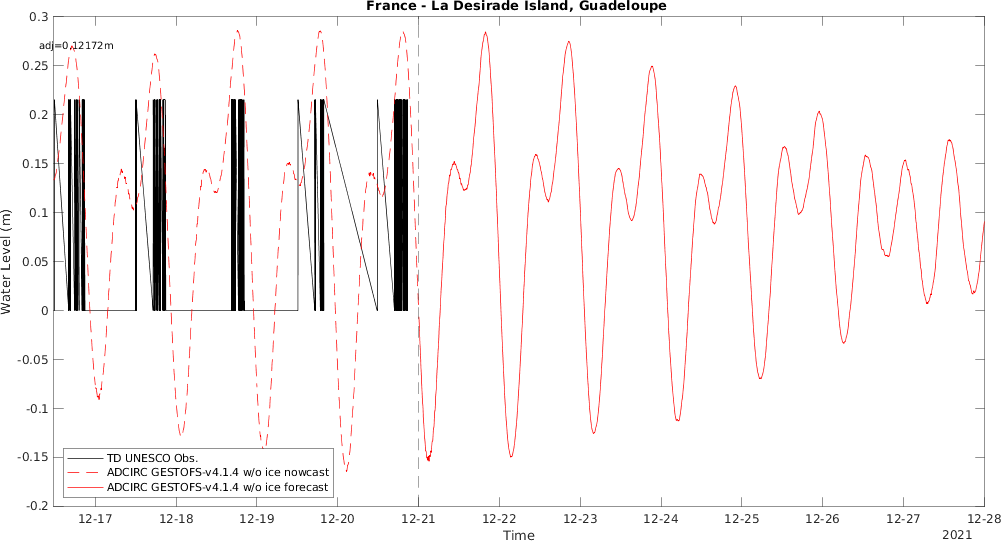 France - La Desirade Island, Guadeloupe
adj=0.12172m
0.3
0.25
0.2
0.15
0.1
0.05
0
-0.05
-0.1
-0.15
-0.2
Water Level (m)
TD UNESCO Obs.
ADCIRC GESTOFS-v4.1.4 w/o ice nowcast
ADCIRC GESTOFS-v4.1.4 w/o ice forecast
12-17 12-18 12-19 12-20 12-21 12-22 12-23 12-24 12-25 12-26 12-27 12-28
Time
2021